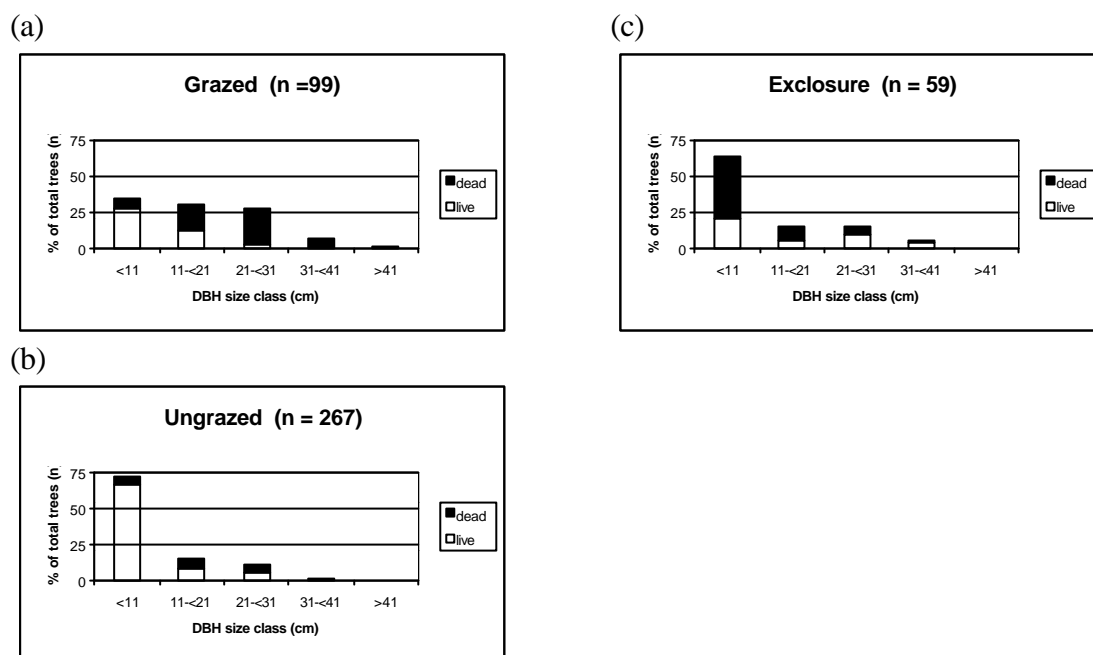 (a)
Grazed (n =99)
% of total trees (n
75
50
25
0
<11 11-<21 21-<31 31-<41 >41
DBH size class (cm)
dead
live
(b)
Ungrazed (n = 267)
% of total trees (n
75
50
25
0
<11 11-<21 21-<31 31-<41 >41
DBH size class (cm)
dead
live
(c)
Exclosure (n = 59)
% of total trees (n
75
50
25
0
<11 11-<21 21-<31 31-<41 >41
DBH size class (cm)
dead
live